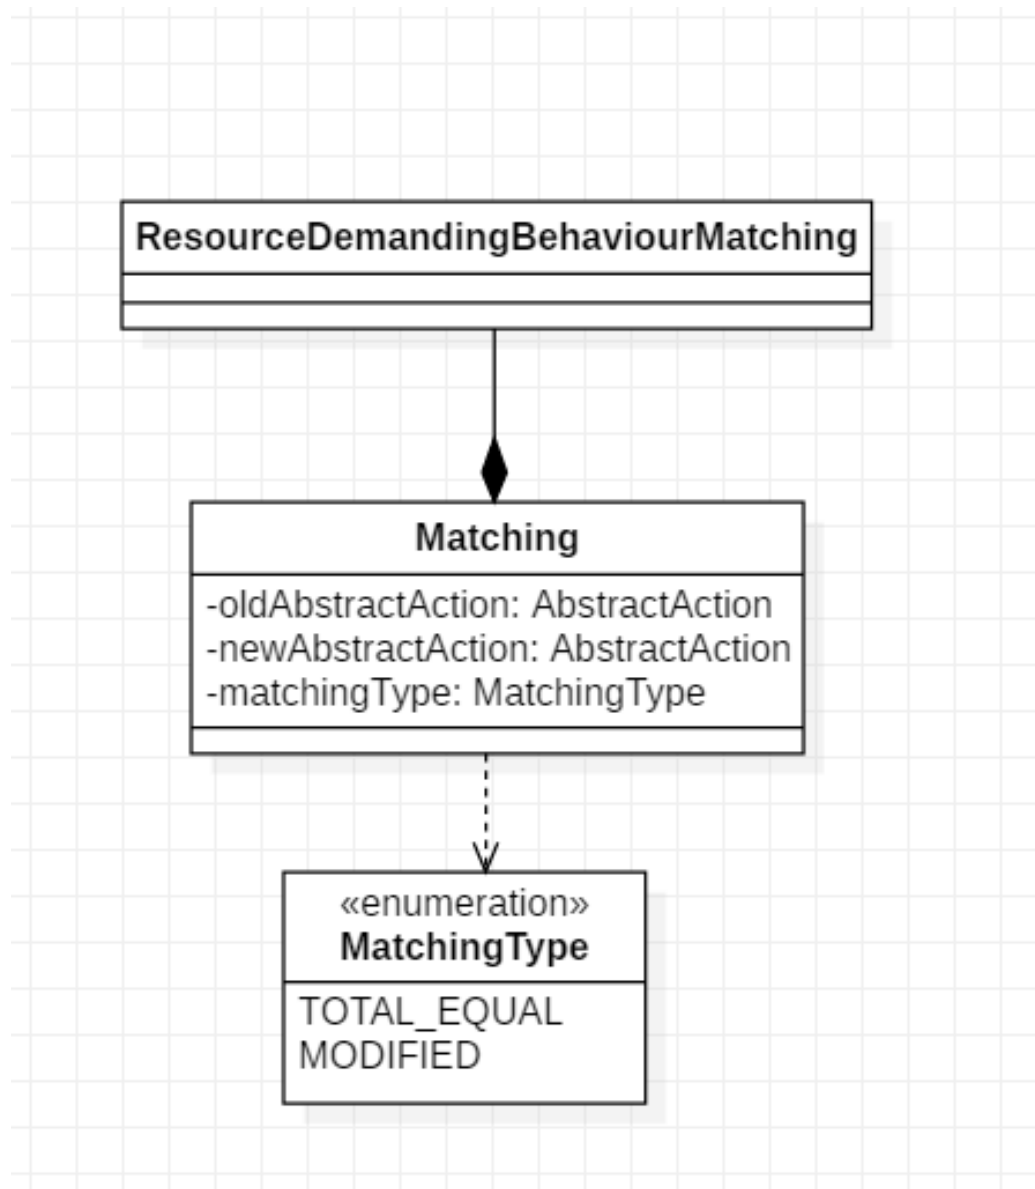 ResourceDemandingBehaviourMatching
Matching
-oldAbstractAction: AbstractAction
-newAbstractAction: AbstractAction
-matchingType: MatchingType
«enumeration»
MatchingType
TOTAL_EQUAL
MODIFIED